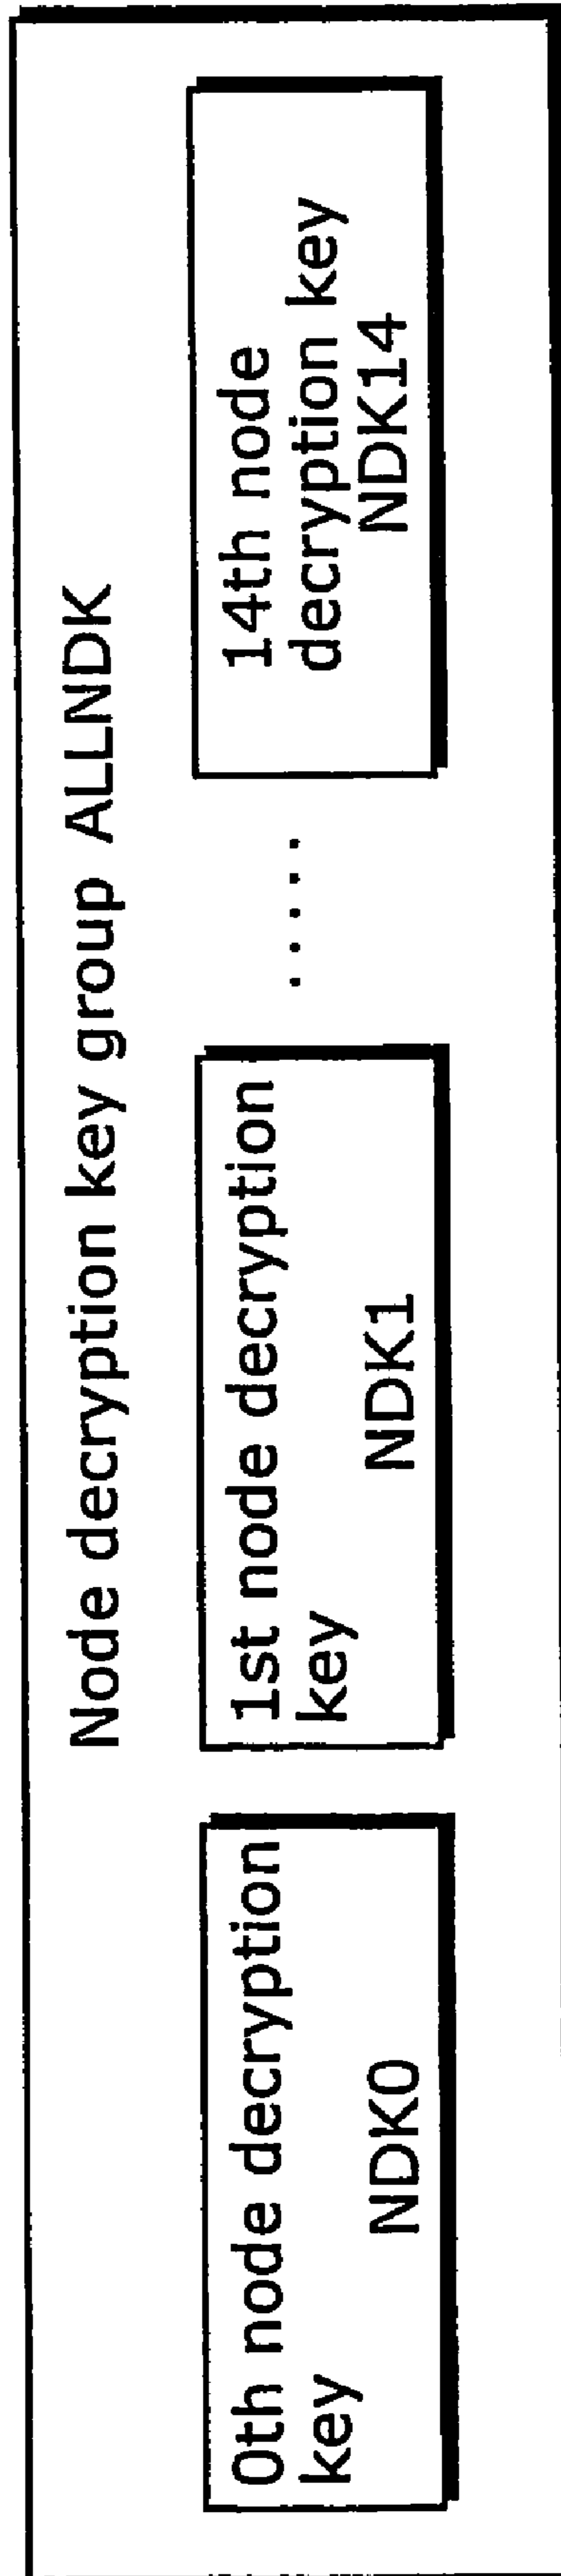 Node decryption key group ALLNDK
0th node decryption
key
NDK0
1st node decryption
key
NDK1
.....
14th node
decryption key
NDK14